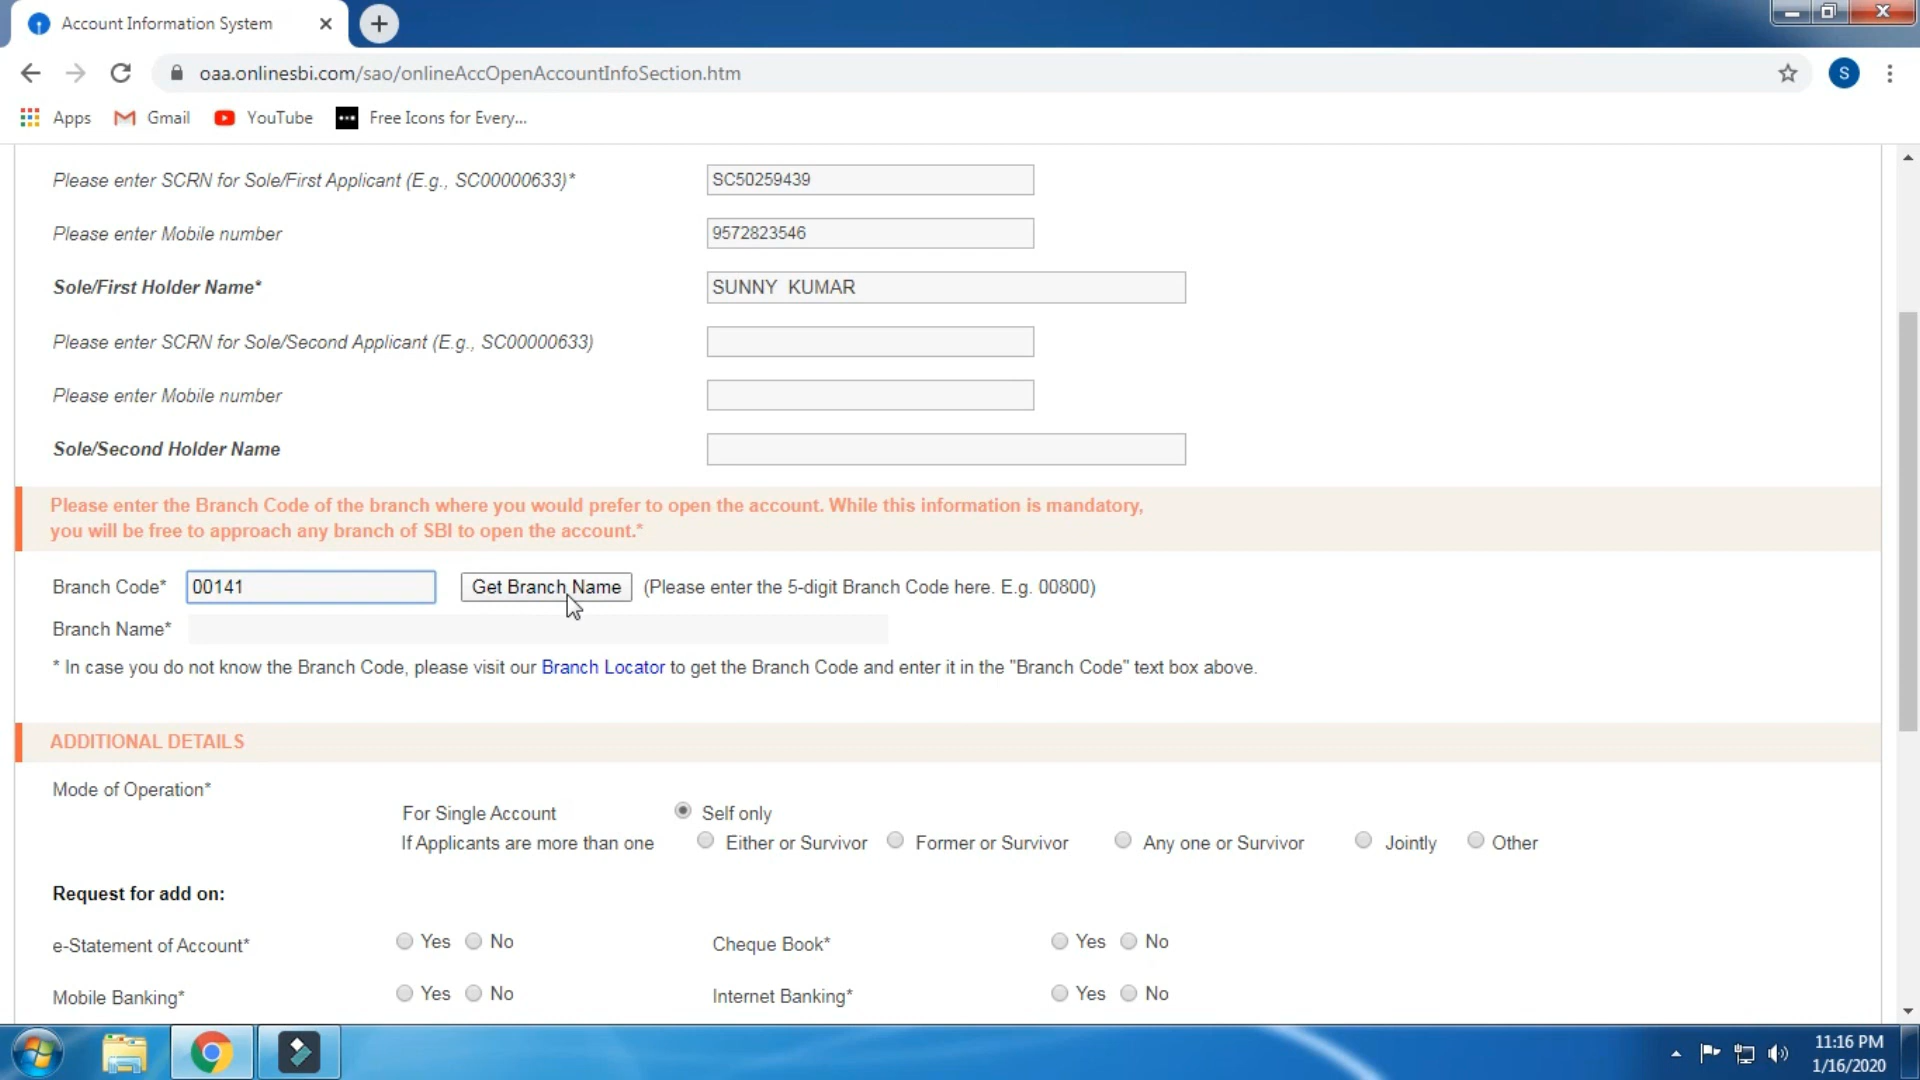 Account Information System
oaa.onlinesbi.com/sao/onlineAccOpenAccountInfoSection.htm
S
Apps Gmail YouTube Free Icons for Every...
Please enter SCRN for Sole/First Applicant (E.g., SC00000633)* SC50259439
Please enter Mobile number 9572823546
Sole/First Holder Name* SUNNY KUMAR
Please enter SCRN for Sole/Second Applicant (E.g., SC00000633)
Please enter Mobile number
Sole/Second Holder Name
Please enter the Branch Code of the branch where you would prefer to open the account. While this information is mandatory,
you will be free to approach any branch of SBI to open the account.*
Branch Code* 00141 Get Branch Name (Please enter the 5-digit Branch Code here. E.g. 00800)
Branch Name*
* In case you do not know the Branch Code, please visit our Branch Locator to get the Branch Code and enter it in the "Branch Code" text box above.
ADDITIONAL DETAILS
Mode of Operation*
For Single Account Self only
If Applicants are more than one Either or Survivor Former or Survivor Any one or Survivor Jointly Other
Request for add on:
e-Statement of Account* Yes No Cheque Book* Yes No
Mobile Banking* Yes No Internet Banking* Yes No
11:16 PM
1/16/2020